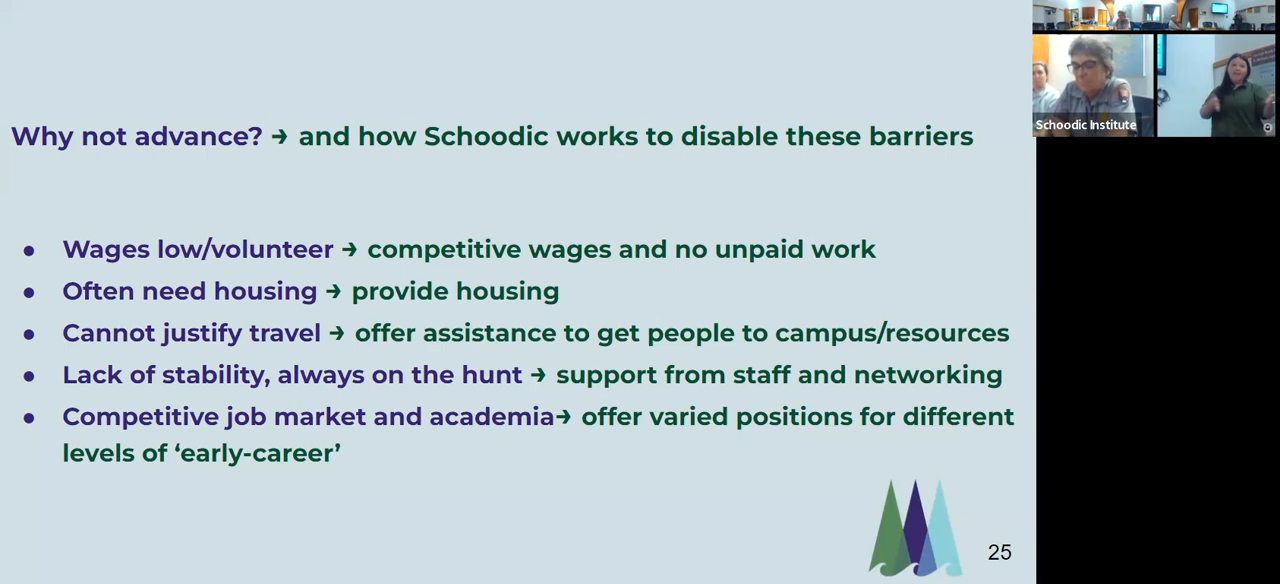 Why not advance? → and how Schoodic works to disable these barriers
● Wages low/volunteer → competitive wages and no unpaid work
● Often need housing → provide housing
● Cannot justify travel → offer assistance to get people to campus/resources
● Lack of stability, always on the hunt → support from staff and networking
● Competitive job market and academia→ offer varied positions for different
levels of ‘early-career’
25
Schoodic Institute